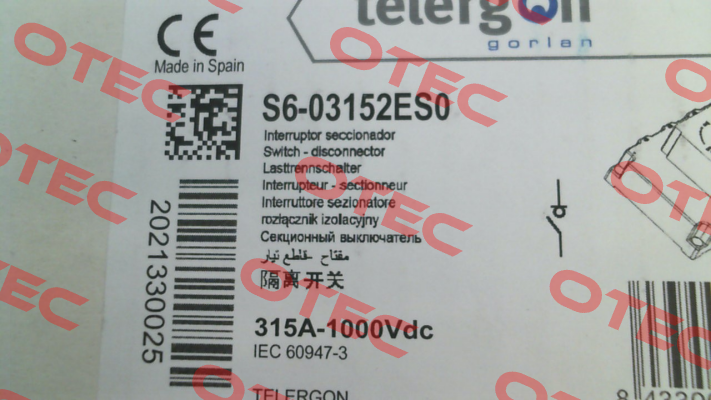 telergon
gorlan
CE
Made in Spain
S6-03152ES0
Interruptor seccionador
Switch - disconnector
Lasttrennschalter
Interrupteur - sectionneur
Interruttore sezionatore
rozłącznik izolacyjny
Секционный выключатель
مفتاح - قاطع تيار
隔离开关
315A-1000Vdc
IEC 60947-3
TELERGON
2021330025
OTEC
OTEC
OTEC
OTEC
OTEC
OTEC
OTEC
OTEC
OTEC